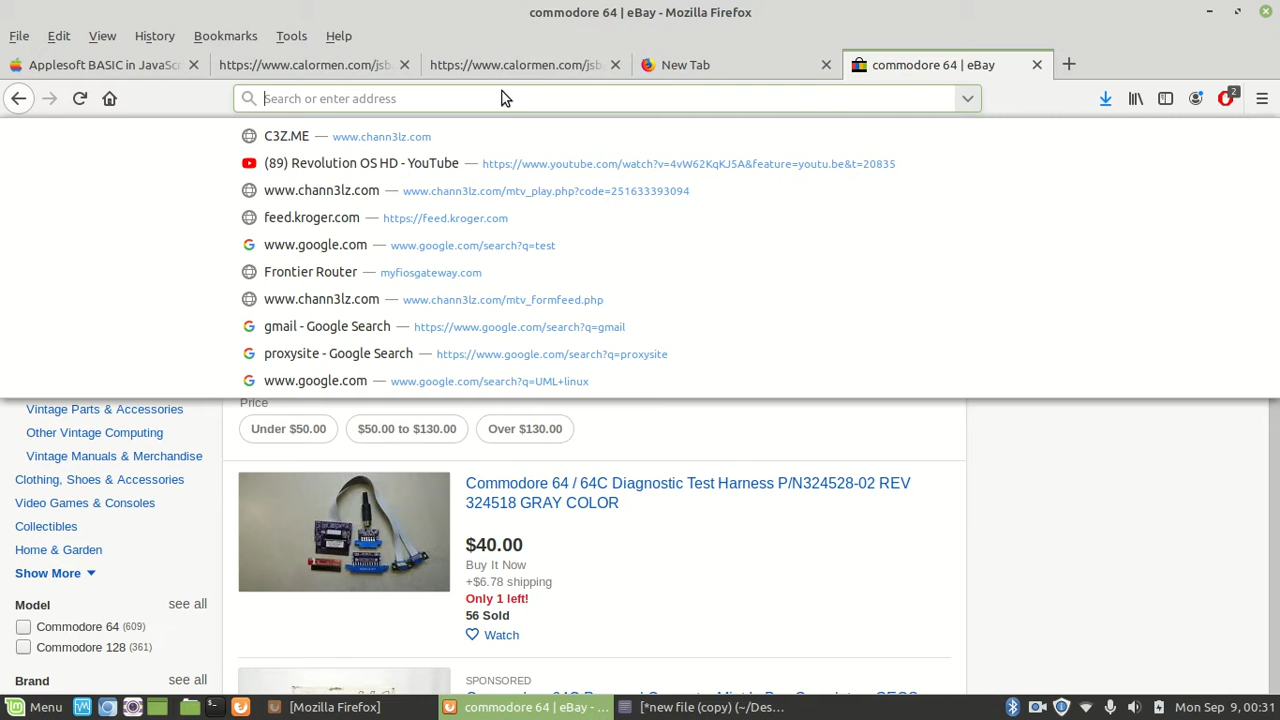 commodore 64 | eBay - Mozilla Firefox
File Edit View History Bookmarks Tools Help
Applesoft BASIC in JavaSc https://www.calormen.com/jsb https://www.calormen.com/jsb New Tab commodore 64 | eBay
Search or enter address 2
C3Z.ME — www.chann3lz.com
(89) Revolution OS HD - YouTube — https://www.youtube.com/watch?v=4vW62KqKJ5A&feature=youtu.be&t=20835
www.chann3lz.com — www.chann3lz.com/mtv_play.php?code=251633393094
feed.kroger.com — https://feed.kroger.com
www.google.com — www.google.com/search?q=test
Frontier Router — myfiosgateway.com
www.chann3lz.com — www.chann3lz.com/mtv_formfeed.php
gmail - Google Search — https://www.google.com/search?q=gmail
proxysite - Google Search — https://www.google.com/search?q=proxysite
www.google.com — www.google.com/search?q=UML+linux
Vintage Parts & Accessories
Other Vintage Computing
Vintage Manuals & Merchandise
Clothing, Shoes & Accessories
Video Games & Consoles
Collectibles
Home & Garden
Show More
Model see all
Commodore 64 (609)
Commodore 128 (361)
Brand see all
Price
Under $50.00 $50.00 to $130.00 Over $130.00
Commodore 64 / 64C Diagnostic Test Harness P/N324528-02 REV
324518 GRAY COLOR
$40.00
Buy It Now
+$6.78 shipping
Only 1 left!
56 Sold
Watch
SPONSORED
Menu [Mozilla Firefox] commodore 64 | eBay - ... [*new file (copy) (~/Des... Mon Sep 9, 00:31